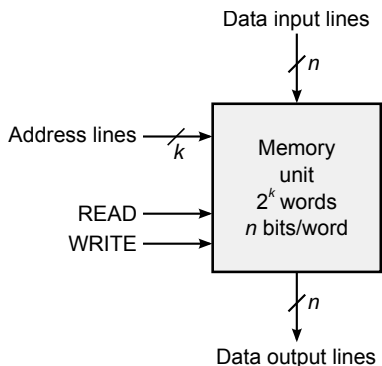 Data input lines
n
Address lines
k
Memory
unit
2^k words
n bits/word
READ
WRITE
n
Data output lines